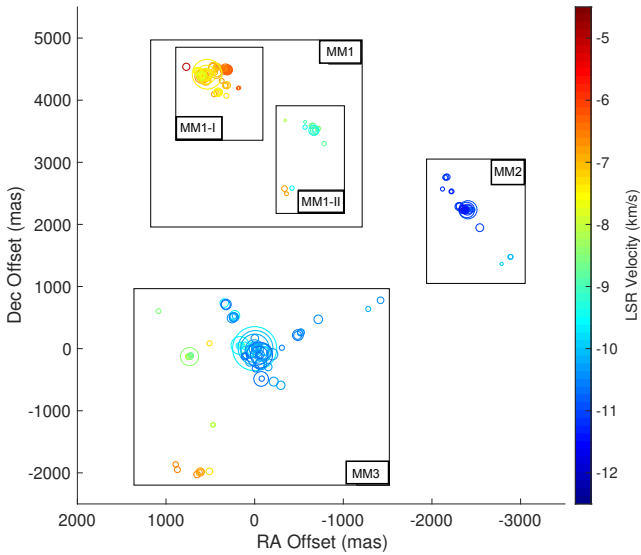 5000
4000
3000
2000
1000
0
-1000
-2000
Dec Offset (mas)
MM1
MM1-I
MM1-II
MM2
MM3
2000
1000
0
-1000
-2000
-3000
RA Offset (mas)
-5
-6
-7
-8
-9
-10
-11
-12
LSR Velocity (km/s)